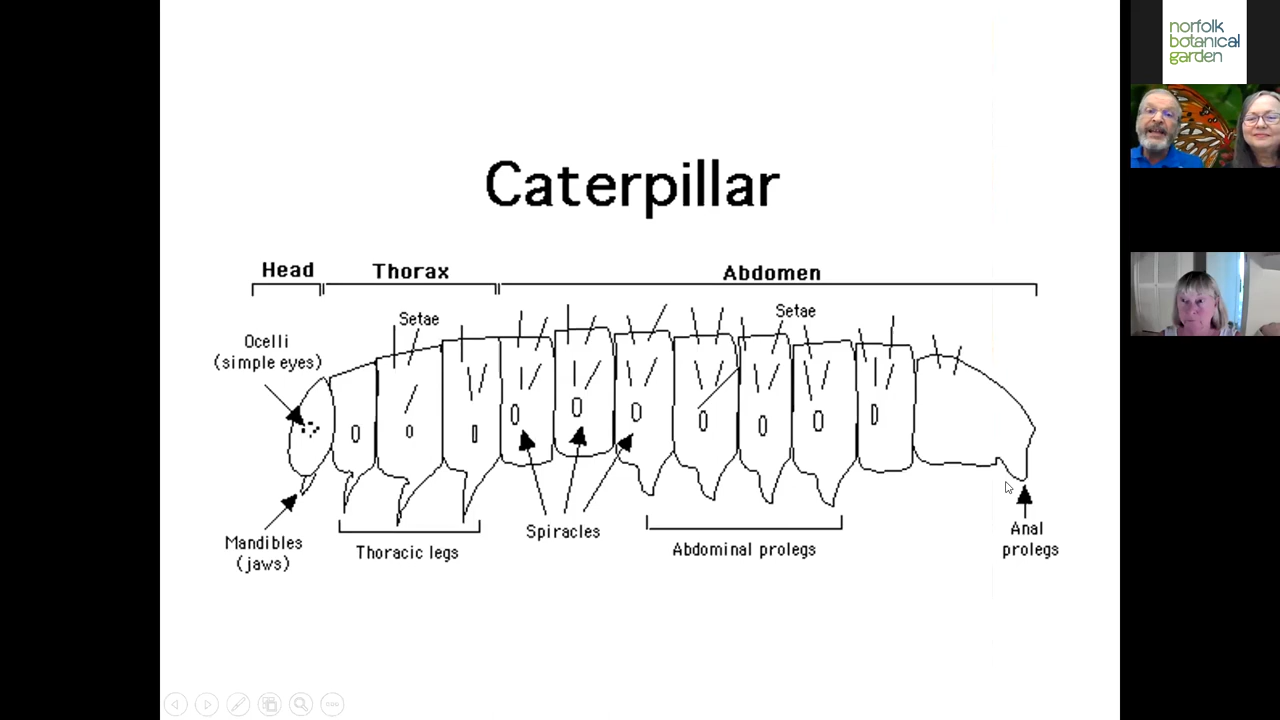 norfolk
botanical
garden
Caterpillar
Head
Thorax
Abdomen
Setae
Setae
Ocelli
(simple eyes)
Mandibles
(jaws)
Thoracic legs
Spiracles
Abdominal prolegs
Anal
prolegs